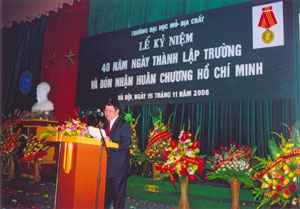 TRƯỜNG ĐẠI HỌC MỎ-ĐỊA CHẤT
LỄ KỶ NIỆM
40 NĂM NGÀY THÀNH LẬP TRƯỜNG
VÀ ĐÓN NHẬN HUÂN CHƯƠNG HỒ CHÍ MINH
HÀ NỘI, NGÀY 15 THÁNG 11 NĂM 2006